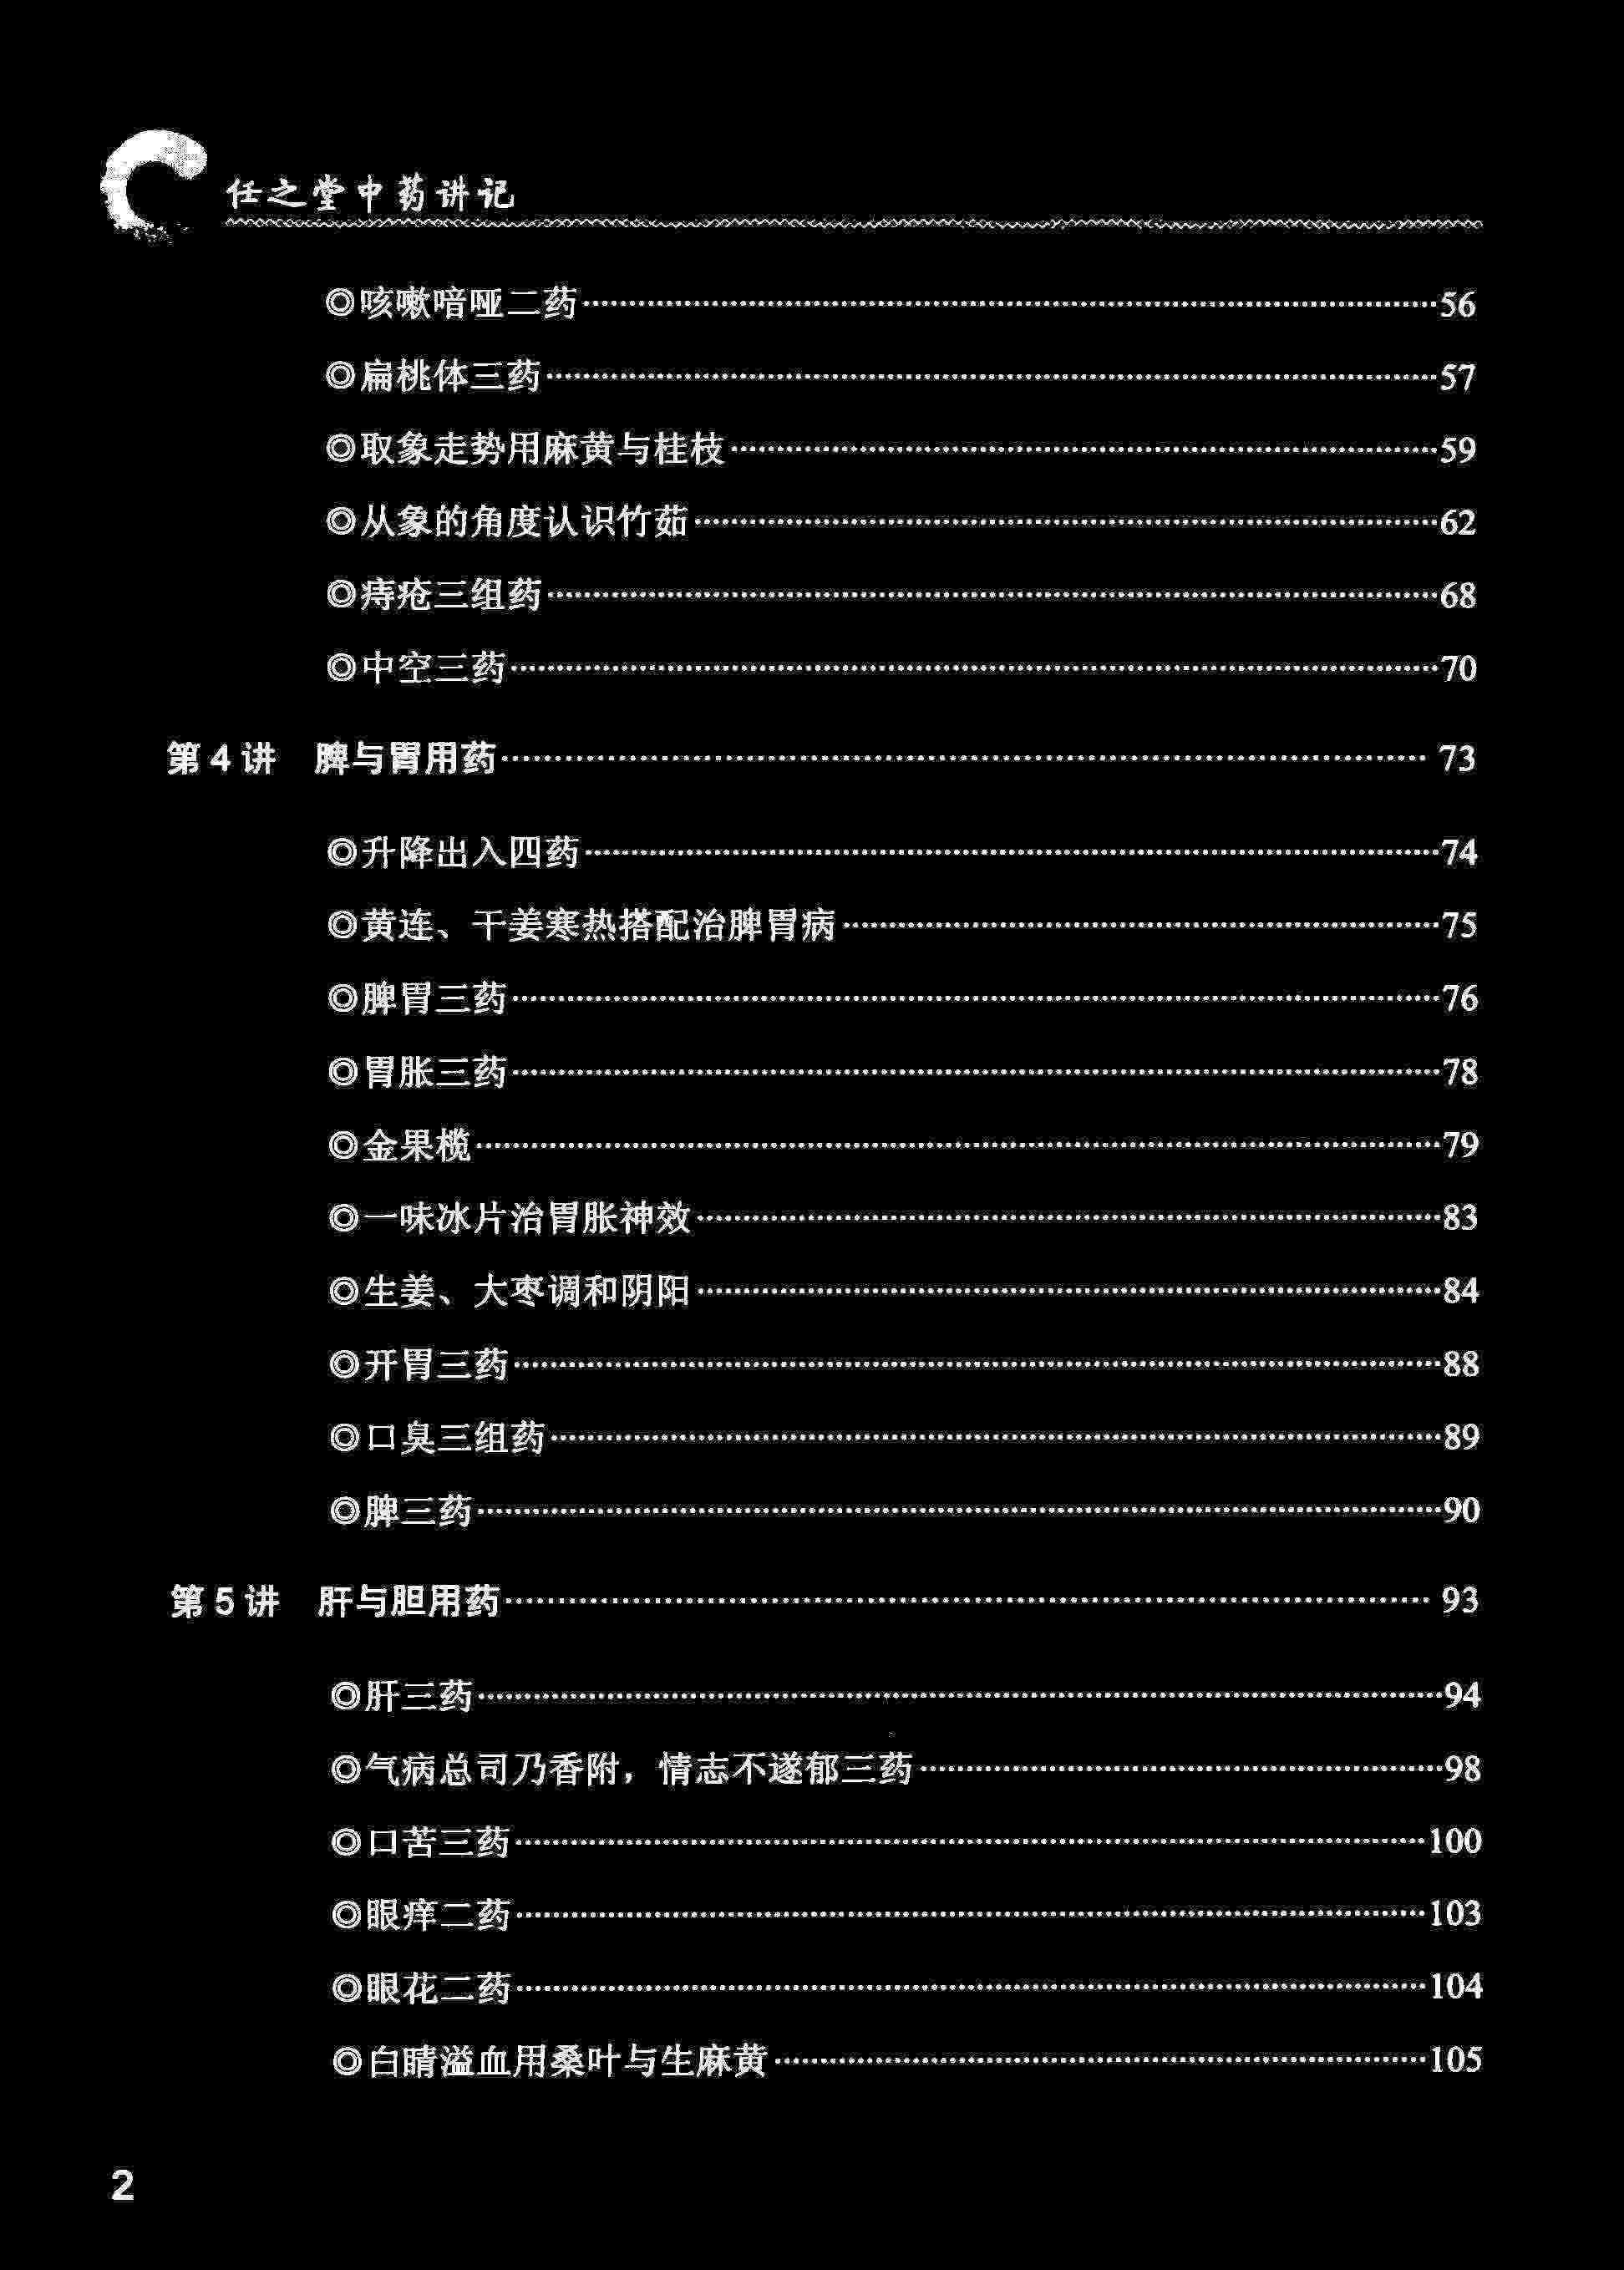 任之堂中药讲记
◎咳嗽喑哑二药……56
◎扁桃体三药……57
◎取象走势用麻黄与桂枝……59
◎从象的角度认识竹茹……62
◎痔疮三组药……68
◎中空三药……70
第4讲 脾与胃用药……73
◎升降出入四药……74
◎黄连、干姜寒热搭配治脾胃病……75
◎脾胃三药……76
◎胃胀三药……78
◎金果榄……79
◎一味冰片治胃胀神效……83
◎生姜、大枣调和阴阳……84
◎开胃三药……88
◎口臭三组药……89
◎脾三药……90
第5讲 肝与胆用药……93
◎肝三药……94
◎气病总司乃香附，情志不遂郁三药……98
◎口苦三药……100
◎眼痒二药……103
◎眼花二药……104
◎白睛溢血用桑叶与生麻黄……105
2